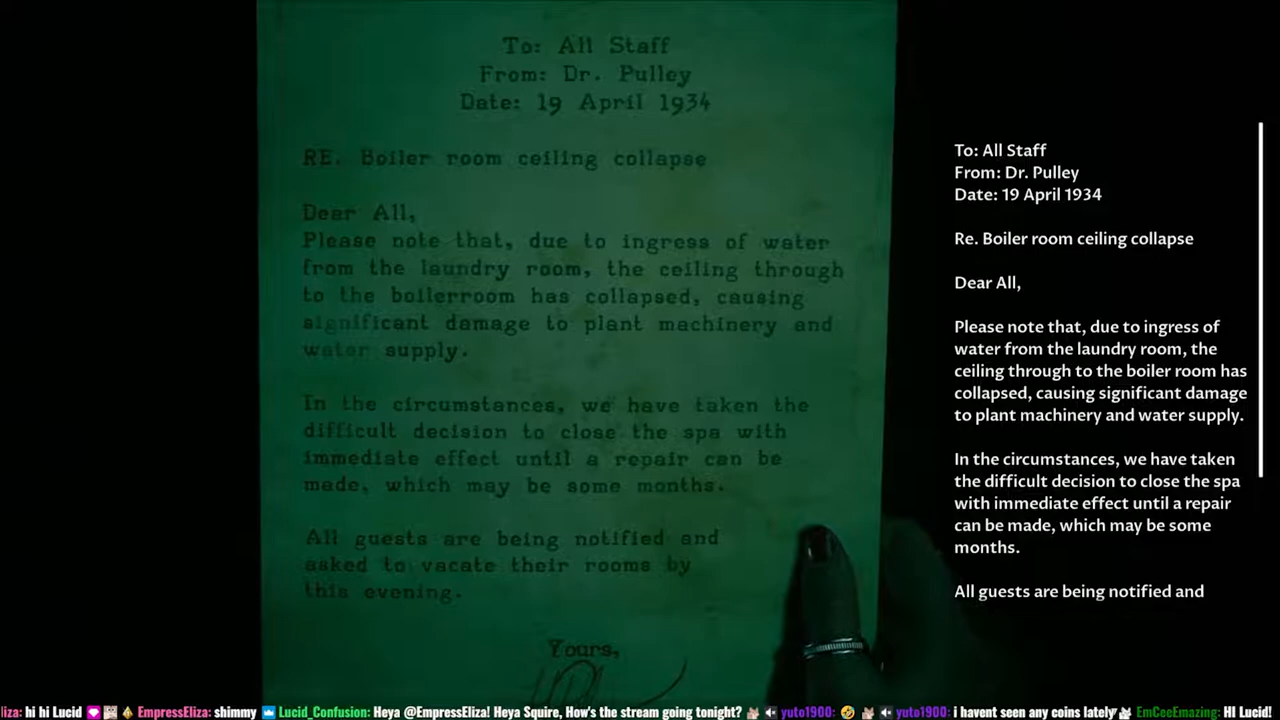 To: All Staff
From: Dr. Pulley
Date: 19 April 1934
RE. Boiler room ceiling collapse
Dear All,
Please note that, due to ingress of water
from the laundry room, the ceiling through
to the boilerroom has collapsed, causing
significant damage to plant machinery and
water supply.
In the circumstances, we have taken the
difficult decision to close the spa with
immediate effect until a repair can be
made, which may be some months.
All guests are being notified and
asked to vacate their rooms by
this evening.
Yours,
To: All Staff
From: Dr. Pulley
Date: 19 April 1934
Re. Boiler room ceiling collapse
Dear All,
Please note that, due to ingress of
water from the laundry room, the
ceiling through to the boiler room has
collapsed, causing significant damage
to plant machinery and water supply.
In the circumstances, we have taken
the difficult decision to close the spa
with immediate effect until a repair
can be made, which may be some
months.
All guests are being notified and
liza: hi hi Lucid EmpressEliza: shimmy Lucid_Confusion: Heya @EmpressEliza! Heya Squire, How's the stream going tonight? yuto1900: yuto1900: i havent seen any coins lately EmCeeEmazing: HI Lucid!